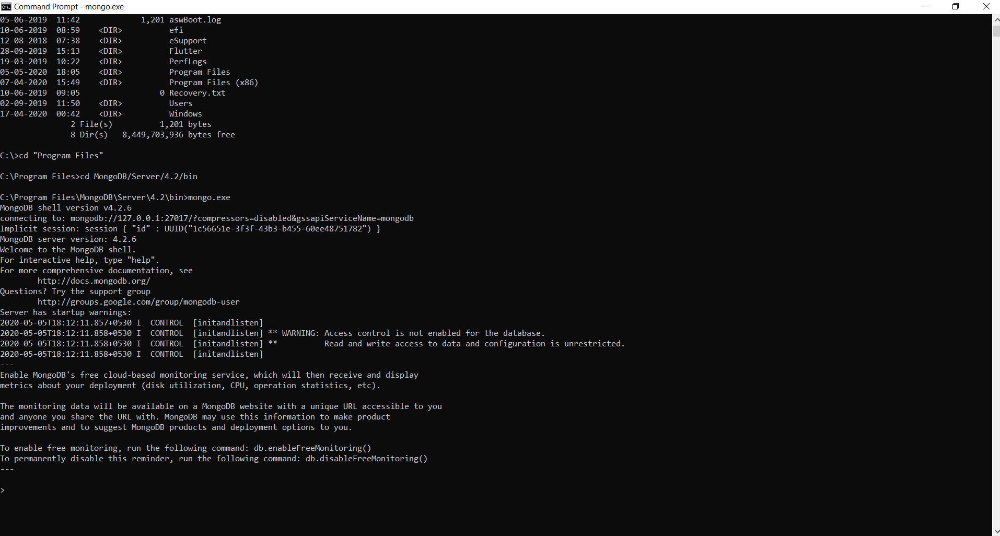 Command Prompt - mongo.exe
05-06-2019  11:42             1,201 aswBoot.log
10-06-2019  08:59    <DIR>          efi
12-08-2018  07:38    <DIR>          eSupport
28-09-2019  15:13    <DIR>          Flutter
19-03-2019  10:22    <DIR>          PerfLogs
05-05-2020  18:05    <DIR>          Program Files
07-04-2020  15:49    <DIR>          Program Files (x86)
10-06-2019  09:05                 0 Recovery.txt
02-09-2019  11:50    <DIR>          Users
17-04-2020  00:42    <DIR>          Windows
               2 File(s)          1,201 bytes
               8 Dir(s)   8,449,703,936 bytes free
C:\>cd "Program Files"
C:\Program Files>cd MongoDB/Server/4.2/bin
C:\Program Files\MongoDB\Server\4.2\bin>mongo.exe
MongoDB shell version v4.2.6
connecting to: mongodb://127.0.0.1:27017/?compressors=disabled&gssapiServiceName=mongodb
Implicit session: session { "id" : UUID("1c56651e-3f3f-43b3-b455-60ee48751782") }
MongoDB server version: 4.2.6
Welcome to the MongoDB shell.
For interactive help, type "help".
For more comprehensive documentation, see
        http://docs.mongodb.org/
Questions? Try the support group
        http://groups.google.com/group/mongodb-user
Server has startup warnings:
2020-05-05T18:12:11.857+0530 I  CONTROL  [initandlisten]
2020-05-05T18:12:11.858+0530 I  CONTROL  [initandlisten] ** WARNING: Access control is not enabled for the database.
2020-05-05T18:12:11.858+0530 I  CONTROL  [initandlisten] **          Read and write access to data and configuration is unrestricted.
2020-05-05T18:12:11.858+0530 I  CONTROL  [initandlisten]
---
Enable MongoDB's free cloud-based monitoring service, which will then receive and display
metrics about your deployment (disk utilization, CPU, operation statistics, etc).
The monitoring data will be available on a MongoDB website with a unique URL accessible to you
and anyone you share the URL with. MongoDB may use this information to make product
improvements and to suggest MongoDB products and deployment options to you.
To enable free monitoring, run the following command: db.enableFreeMonitoring()
To permanently disable this reminder, run the following command: db.disableFreeMonitoring()
---
>